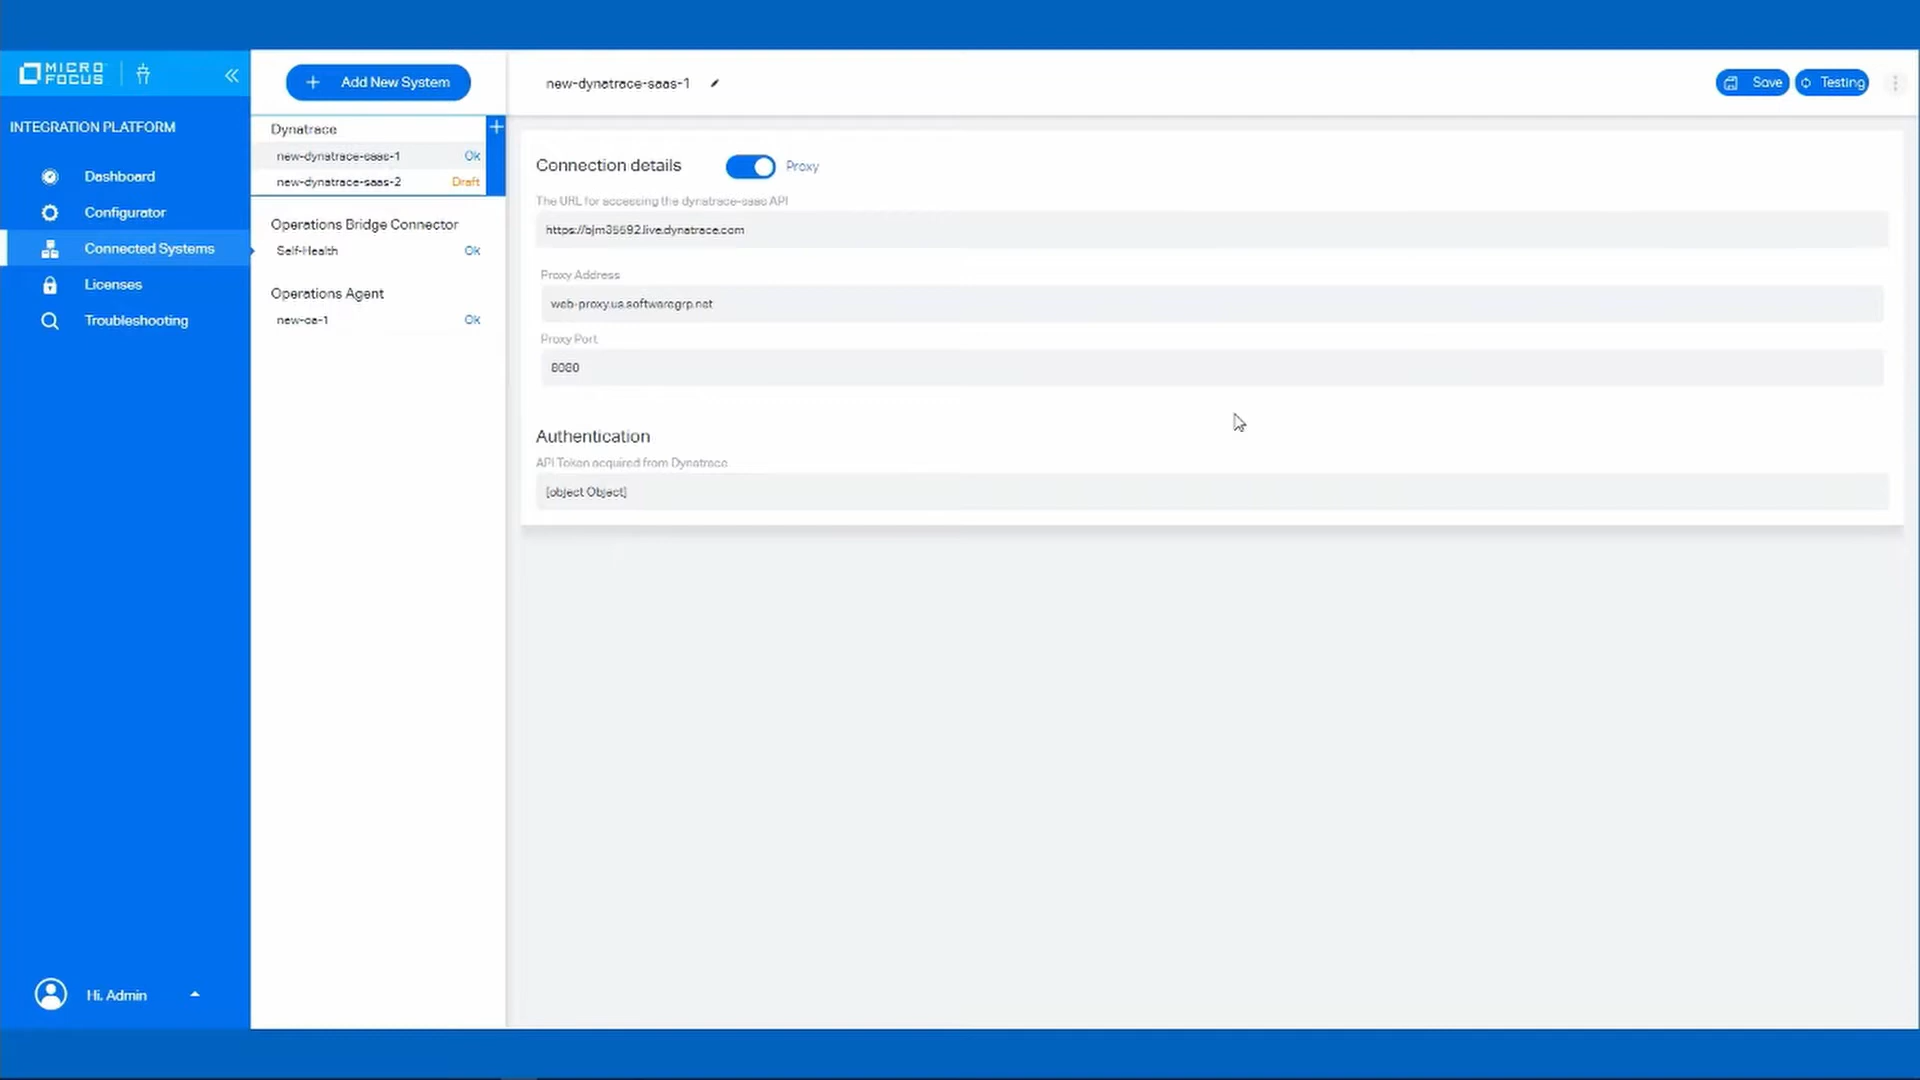 MICRO
FOCUS
INTEGRATION PLATFORM
Dashboard
Configurator
Connected Systems
Licenses
Troubleshooting
Hi, Admin
+ Add New System
Dynatrace
new-dynatrace-saas-1 Ok
new-dynatrace-saas-2 Draft
Operations Bridge Connector
Self-Health Ok
Operations Agent
new-oa-1 Ok
new-dynatrace-saas-1
Save
Testing
Connection details
Proxy
The URL for accessing the dynatrace-saas API
https://bjm35592.live.dynatrace.com
Proxy Address
web-proxy.us.softwaregrp.net
Proxy Port
8080
Authentication
API Token acquired from Dynatrace
[object Object]